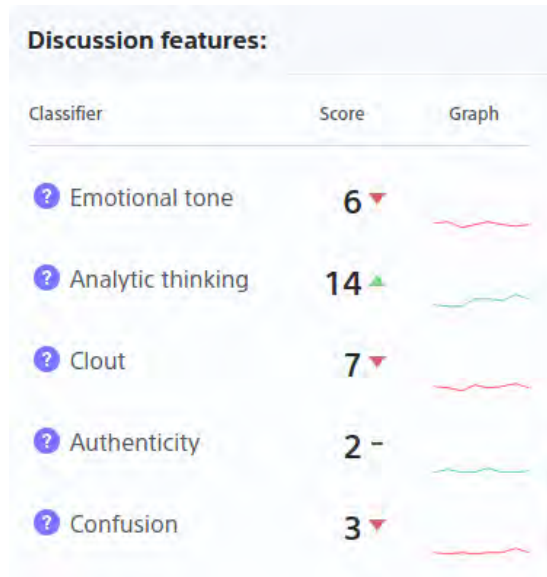 Discussion features:
Classifier Score Graph
? Emotional tone 6
? Analytic thinking 14
? Clout 7
? Authenticity 2 –
? Confusion 3